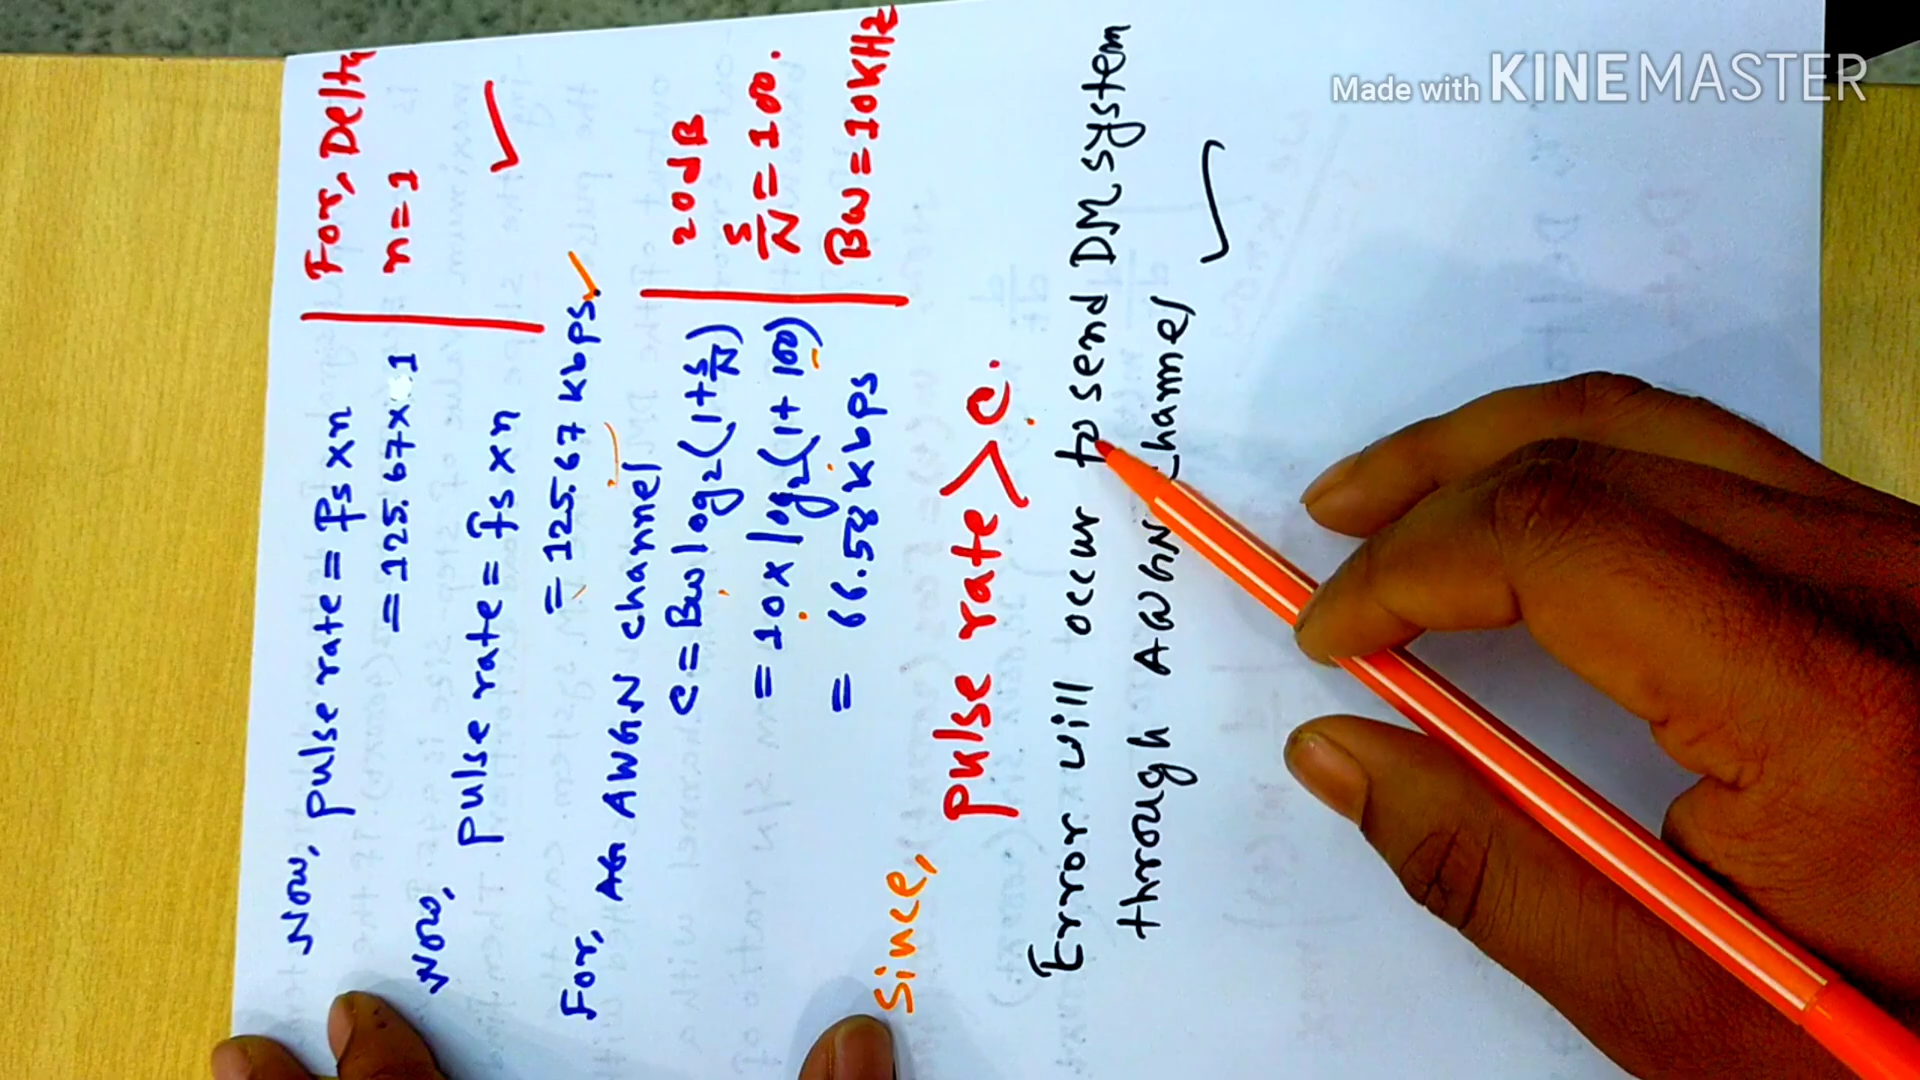 Made with KINEMASTER
Now, pulse rate = fs x n
= 125.67 x 1
For, Delta
n = 1
Now,
pulse rate = fs x n
= 125.67 kbps.
For, AWGN channel
C = Bw log2(1+S/N)
= 10 x log2(1+100)
= 66.58 kbps
20dB
S/N = 100.
Bw = 10KHz
Since, pulse rate > C.
Error will occur to send DM system
through AWGN channel